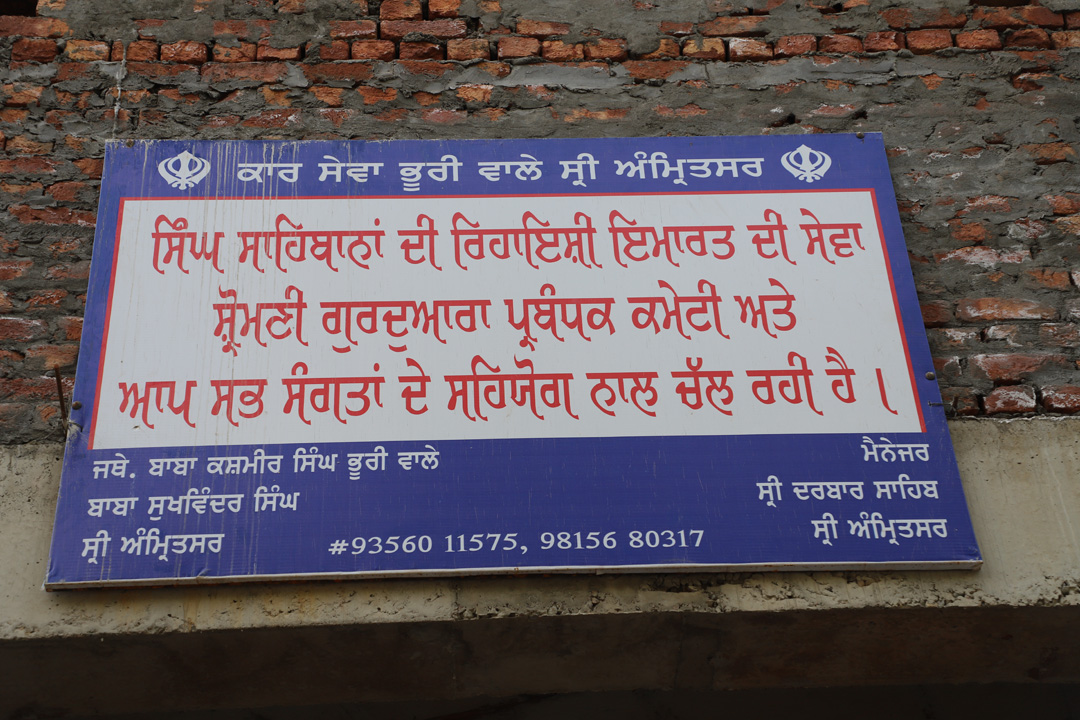 ਕਾਰ ਸੇਵਾ ਭੂਰੀ ਵਾਲੇ ਸ੍ਰੀ ਅੰਮ੍ਰਿਤਸਰ
ਸਿੰਘ ਸਾਹਿਬਾਨਾਂ ਦੀ ਰਿਹਾਇਸ਼ੀ ਇਮਾਰਤ ਦੀ ਸੇਵਾ
ਸ਼੍ਰੋਮਣੀ ਗੁਰਦੁਆਰਾ ਪ੍ਰਬੰਧਕ ਕਮੇਟੀ ਅਤੇ
ਆਪ ਸਭ ਸੰਗਤਾਂ ਦੇ ਸਹਿਯੋਗ ਨਾਲ ਚੱਲ ਰਹੀ ਹੈ ।
ਜਥੇ. ਬਾਬਾ ਕਸ਼ਮੀਰ ਸਿੰਘ ਭੂਰੀ ਵਾਲੇ
ਬਾਬਾ ਸੁਖਵਿੰਦਰ ਸਿੰਘ
ਸ੍ਰੀ ਅੰਮ੍ਰਿਤਸਰ
#93560 11575, 98156 80317
ਮੈਨੇਜਰ
ਸ੍ਰੀ ਦਰਬਾਰ ਸਾਹਿਬ
ਸ੍ਰੀ ਅੰਮ੍ਰਿਤਸਰ